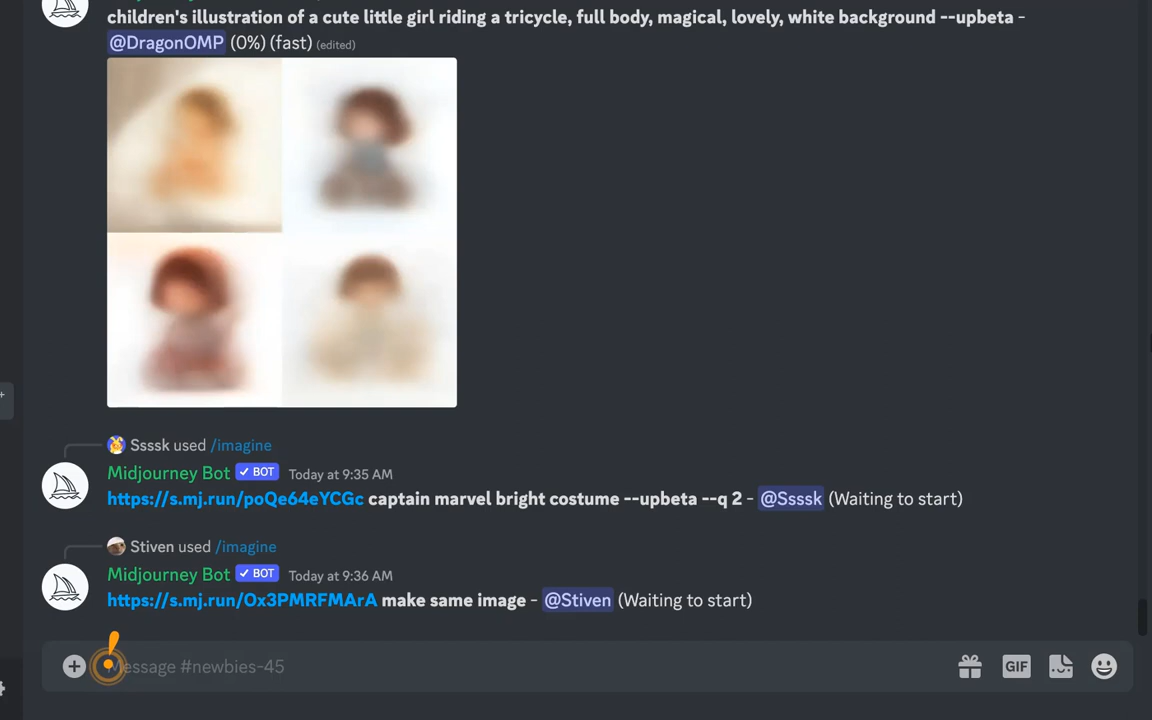 children's illustration of a cute little girl riding a tricycle, full body, magical, lovely, white background --upbeta -
@DragonOMP (0%) (fast) (edited)
Ssssk used /imagine
Midjourney Bot ✓ BOT Today at 9:35 AM
https://s.mj.run/poQe64eYCGc captain marvel bright costume --upbeta --q 2 - @Ssssk (Waiting to start)
Stiven used /imagine
Midjourney Bot ✓ BOT Today at 9:36 AM
https://s.mj.run/Ox3PMRFMArA make same image - @Stiven (Waiting to start)
Message #newbies-45
GIF